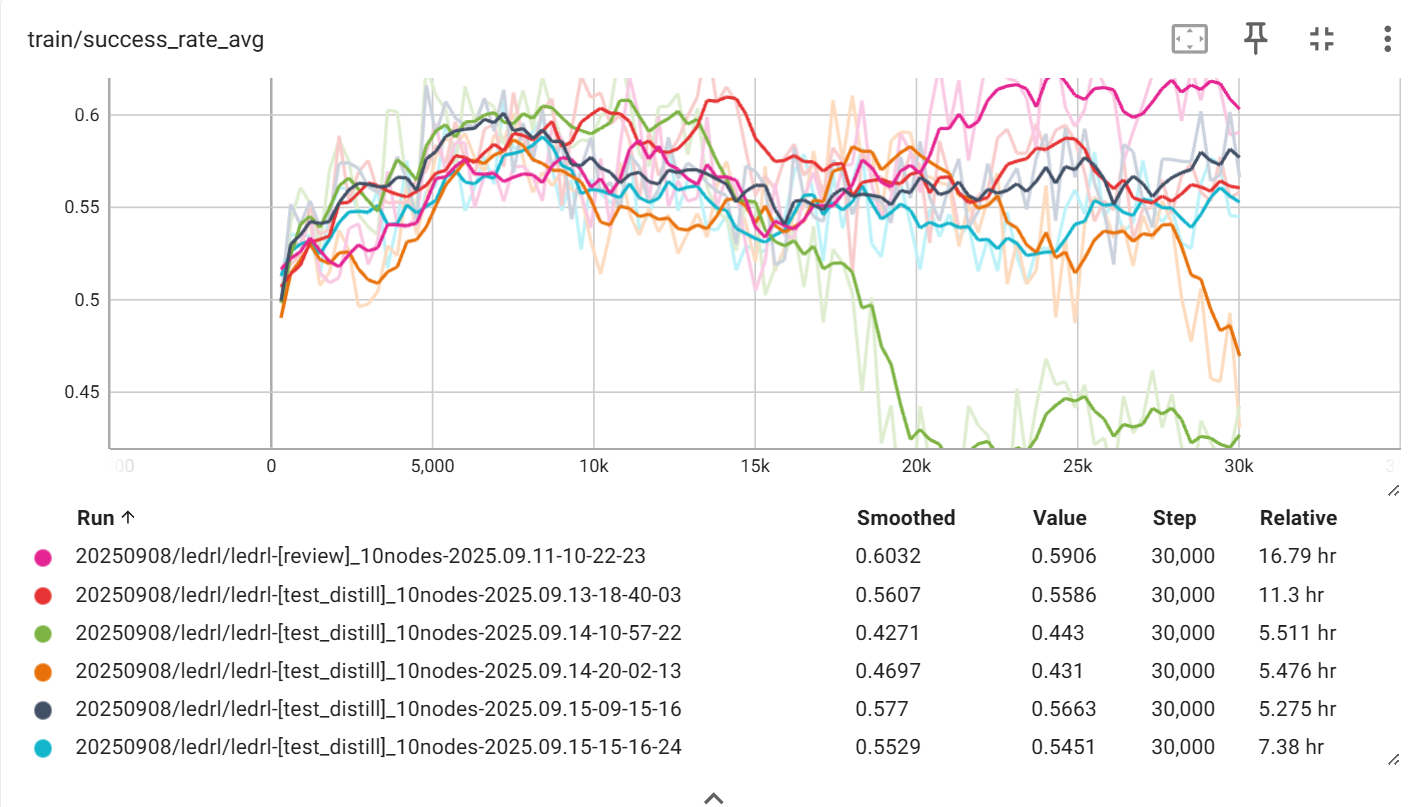 train/success_rate_avg
0.6
0.55
0.5
0.45
00 0 5,000 10k 15k 20k 25k 30k 3
Run ↑ Smoothed Value Step Relative
20250908/ledrl/ledrl-[review]_10nodes-2025.09.11-10-22-23 0.6032 0.5906 30,000 16.79 hr
20250908/ledrl/ledrl-[test_distill]_10nodes-2025.09.13-18-40-03 0.5607 0.5586 30,000 11.3 hr
20250908/ledrl/ledrl-[test_distill]_10nodes-2025.09.14-10-57-22 0.4271 0.443 30,000 5.511 hr
20250908/ledrl/ledrl-[test_distill]_10nodes-2025.09.14-20-02-13 0.4697 0.431 30,000 5.476 hr
20250908/ledrl/ledrl-[test_distill]_10nodes-2025.09.15-09-15-16 0.577 0.5663 30,000 5.275 hr
20250908/ledrl/ledrl-[test_distill]_10nodes-2025.09.15-15-16-24 0.5529 0.5451 30,000 7.38 hr